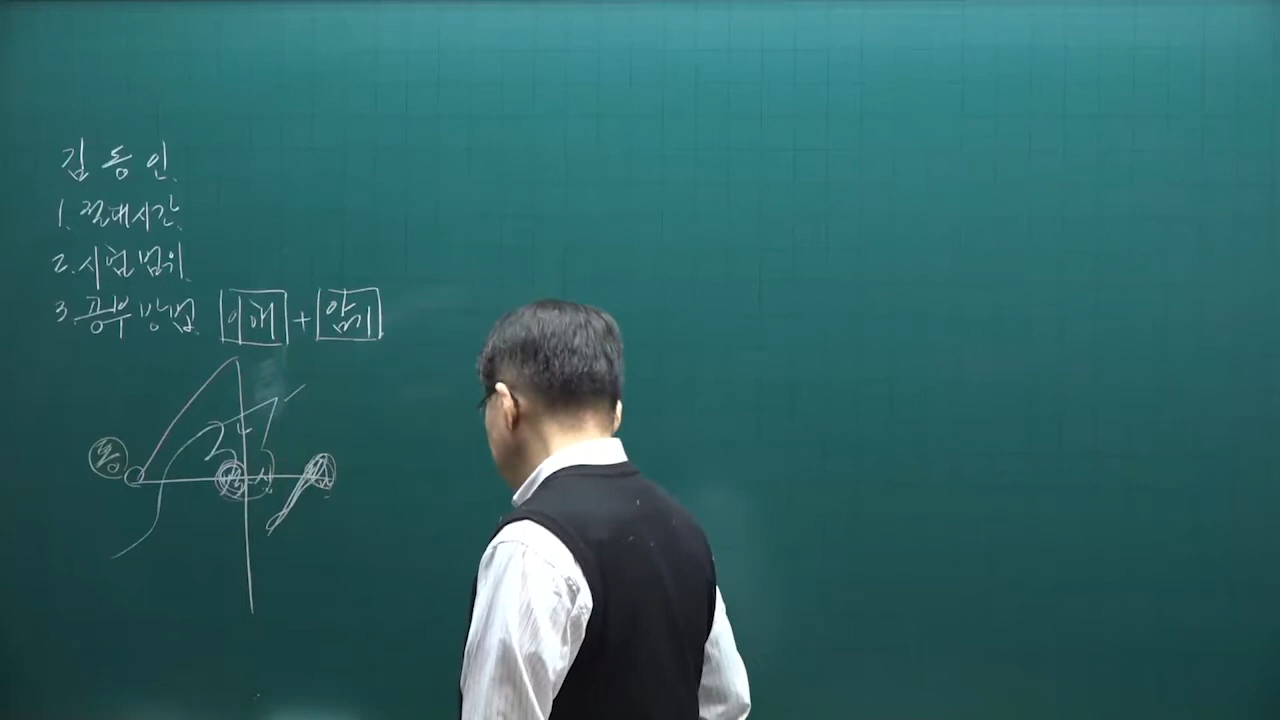 김동인.
1. 절대시간.
2. 시험범위.
3. 공부방법 이해 + 암기
동